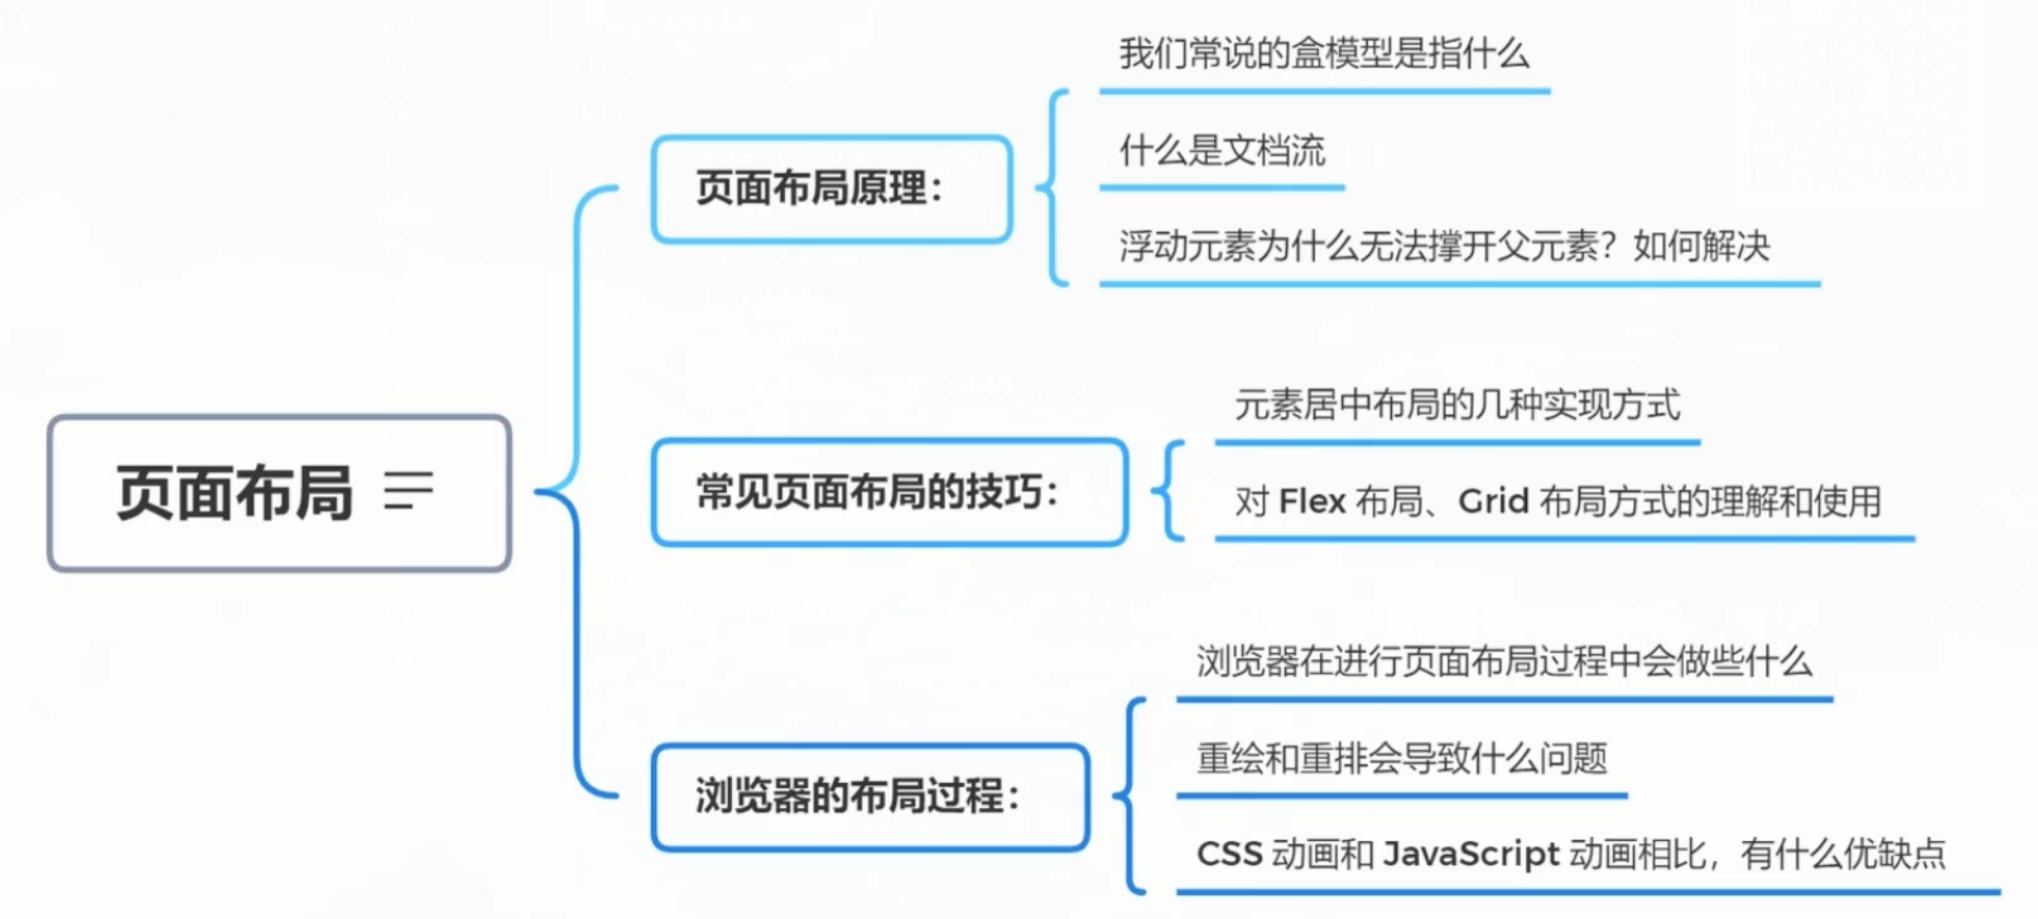 页面布局
页面布局原理：
我们常说的盒模型是指什么
什么是文档流
浮动元素为什么无法撑开父元素？如何解决
常见页面布局的技巧：
元素居中布局的几种实现方式
对 Flex 布局、Grid 布局方式的理解和使用
浏览器的布局过程：
浏览器在进行页面布局过程中会做些什么
重绘和重排会导致什么问题
CSS 动画和 JavaScript 动画相比，有什么优缺点